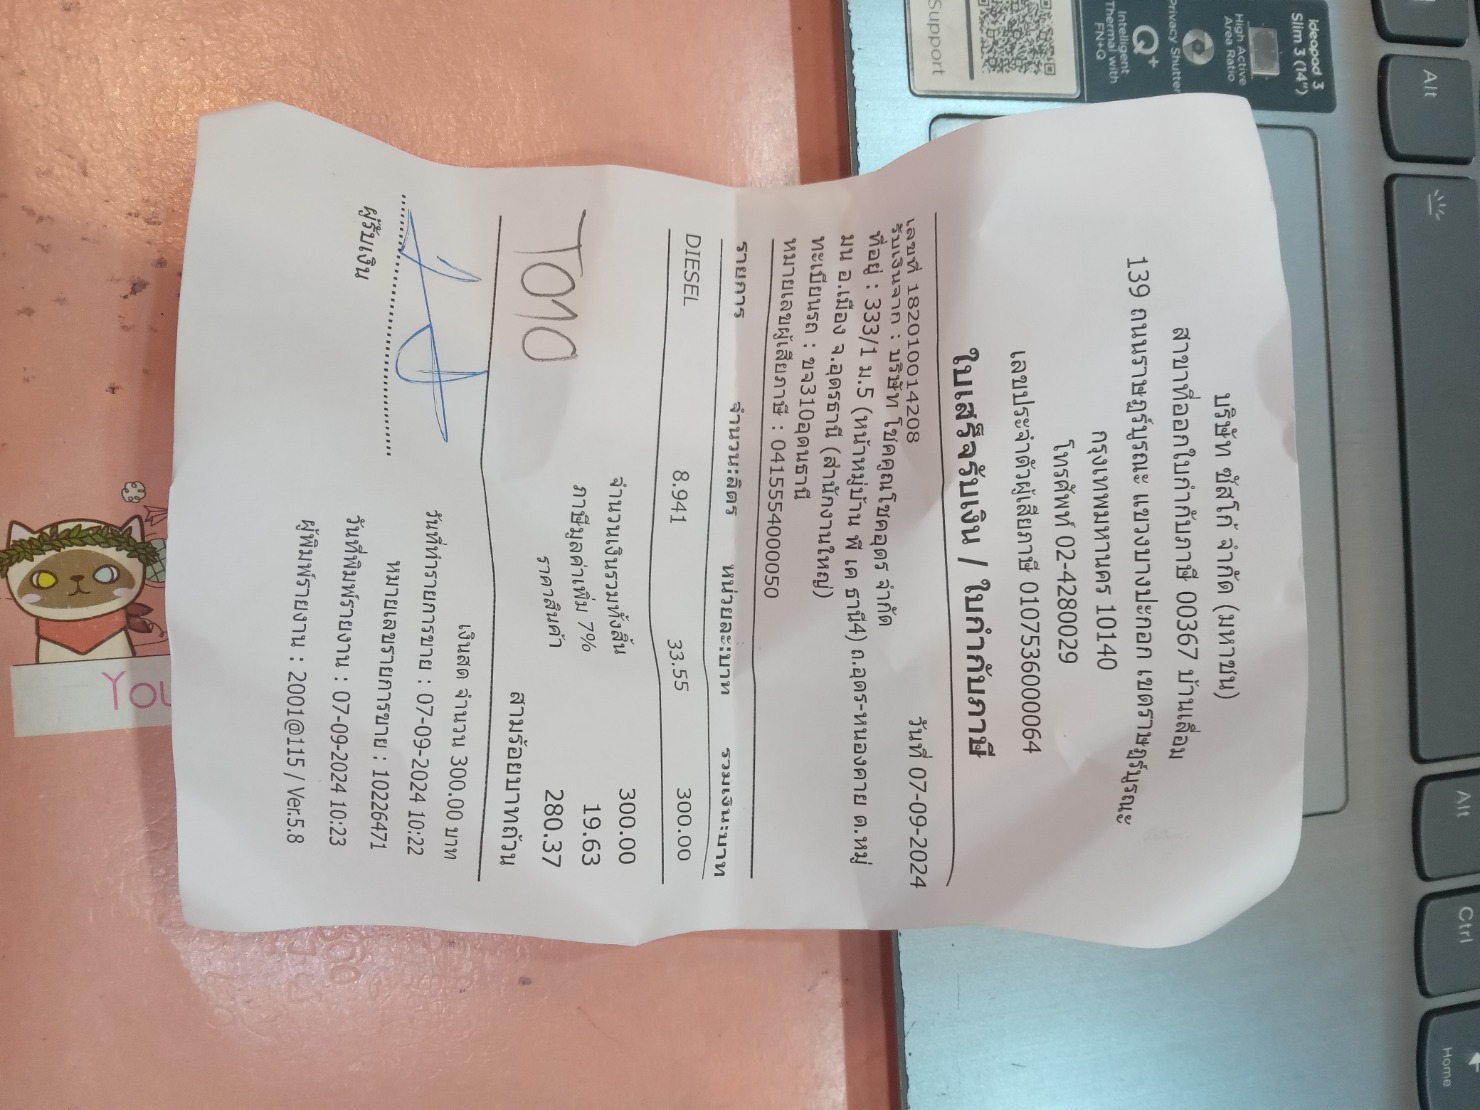 บริษัท ซัสโก้ จำกัด (มหาชน)
สาขาที่ออกใบกำกับภาษี 00367 บ้านเลื่อม
139 ถนนราษฎร์บูรณะ แขวงบางปะกอก เขตราษฎร์บูรณะ
กรุงเทพมหานคร 10140
โทรศัพท์ 02-4280029
เลขประจำตัวผู้เสียภาษี 0107536000064
ใบเสร็จรับเงิน / ใบกำกับภาษี
เลขที่ 182010014208 วันที่ 07-09-2024
รับเงินจาก : บริษัท โชคคูณโชคอุดร จำกัด
ที่อยู่ : 333/1 ม.5 (หน้าหมู่บ้าน พี เค ธานี4) ถ.อุดร-หนองคาย ต.หมู
มน อ.เมือง จ.อุดรธานี (สำนักงานใหญ่)
ทะเบียนรถ : ขจ310อุดนธานี
หมายเลขผู้เสียภาษี : 0415554000050
รายการ จำนวน:ลิตร หน่วยละ:บาท รวมเงิน:บาท
DIESEL 8.941 33.55 300.00
จำนวนเงินรวมทั้งสิ้น 300.00
ภาษีมูลค่าเพิ่ม 7% 19.63
ราคาสินค้า 280.37
สามร้อยบาทถ้วน
เงินสด จำนวน 300.00 บาท
วันที่ทำรายการขาย : 07-09-2024 10:22
หมายเลขรายการขาย : 10226471
วันที่พิมพ์รายงาน : 07-09-2024 10:23
ผู้พิมพ์รายงาน : 2001@115 / Ver.5.8
ผู้รับเงิน
ideapad 3
Slim 3 (14")
High Active
Area Ratio
Privacy Shutter
Q+
Intelligent
Thermal with
FN+Q
Support
Alt
Alt
Ctrl
Home
You